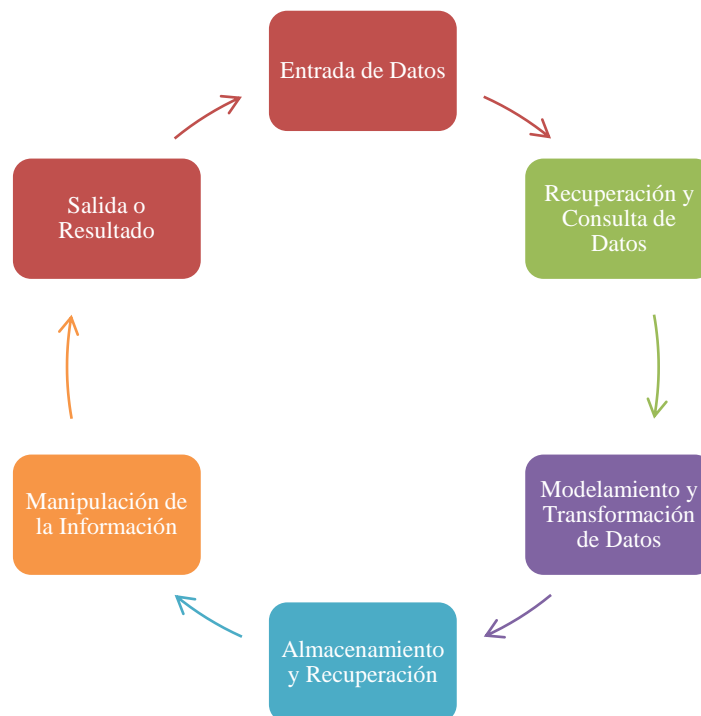 Entrada de Datos
Recuperación y
Consulta de
Datos
Modelamiento y
Transformación
de Datos
Almacenamiento
y Recuperación
Manipulación de
la Información
Salida o
Resultado